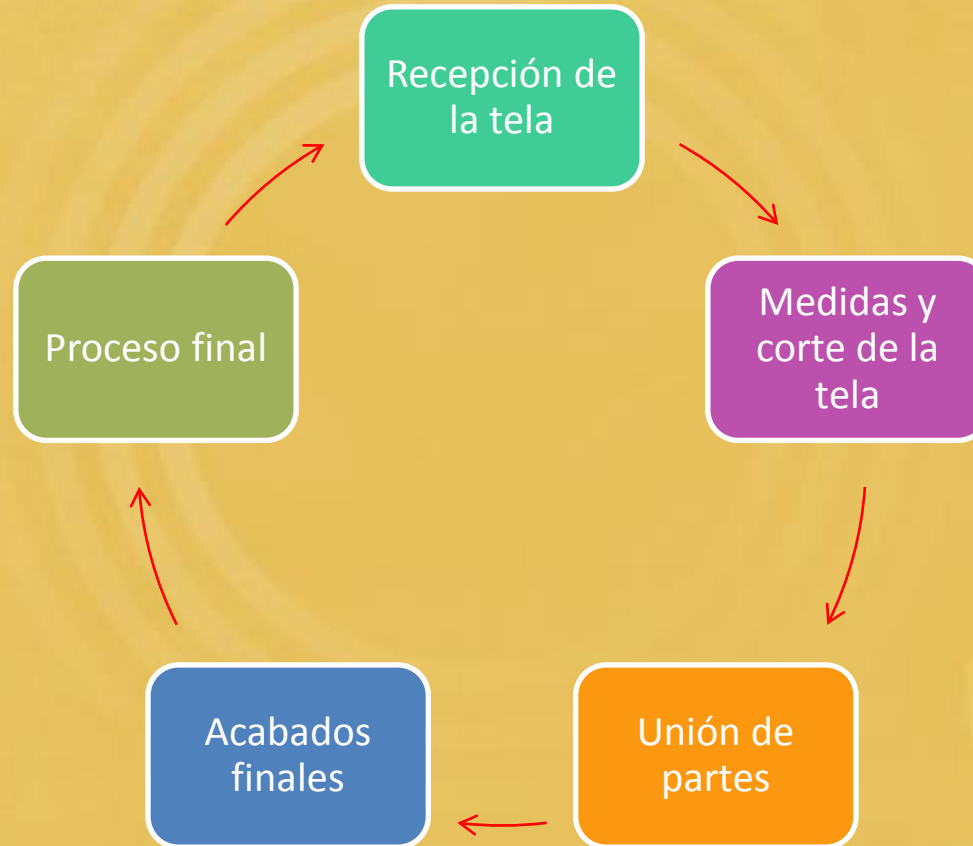 Recepción de
la tela
Medidas y
corte de la
tela
Unión de
partes
Acabados
finales
Proceso final